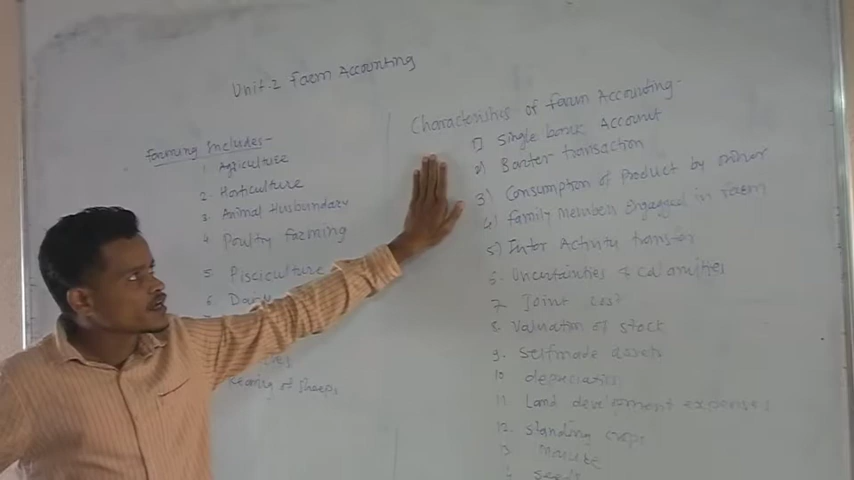 Unit-2 Farm Accounting
Farming Includes-
1 Agriculture
2. Horticulture
3. Animal Husbundary
4 Poultry Farming
5 Pisciculture
6
Rearing of sheeps
Characteristics of farm Accounting-
1) Single bank Account
2) Barter transaction
3) Consumption of Product by owner
4) Family Members Engaged in farm
5) Inter Activity transfer
6. Uncertainties & calamities
7 Joint cost
8. Valuation of stock
9. selfmade assets
10 depreciation
11 Land development expenses
12. standing crops
13 manure
seeds